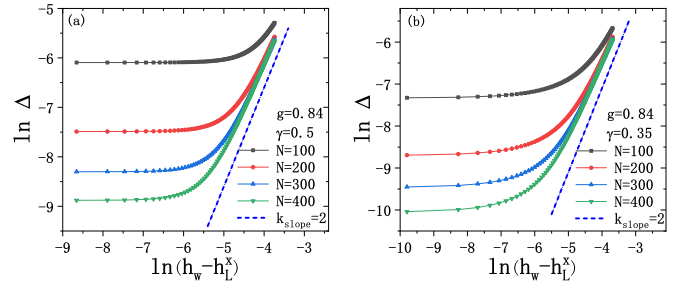 (a)
-5
-6
-7
-8
-9
ln Δ
g=0.84
γ=0.5
N=100
N=200
N=300
N=400
k_slope=2
-9 -8 -7 -6 -5 -4 -3
ln(h_w-h_L^x)
(b)
-6
-7
-8
-9
-10
ln Δ
g=0.84
γ=0.35
N=100
N=200
N=300
N=400
k_slope=2
-10 -9 -8 -7 -6 -5 -4 -3 -2
ln(h_w-h_L^x)